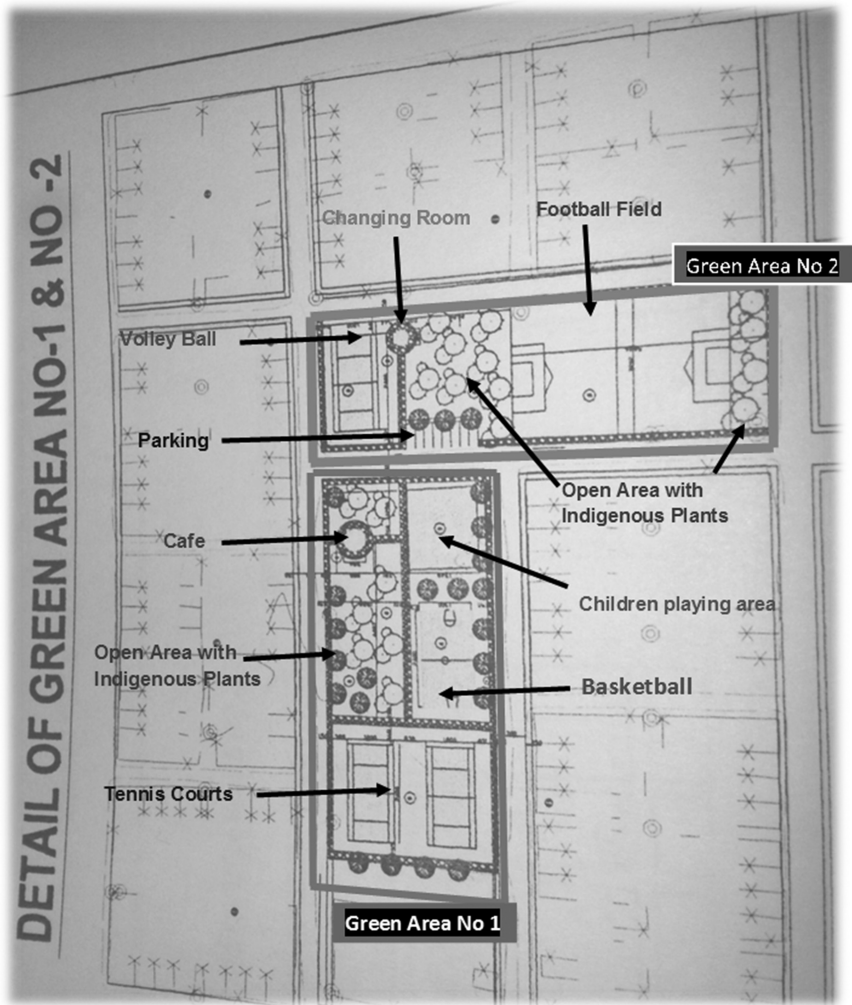 DETAIL OF GREEN AREA NO-1 & NO -2
Changing Room
Football Field
Green Area No 2
Volley Ball
Parking
Open Area with
Indigenous Plants
Cafe
Children playing area
Open Area with
Indigenous Plants
Basketball
Tennis Courts
Green Area No 1